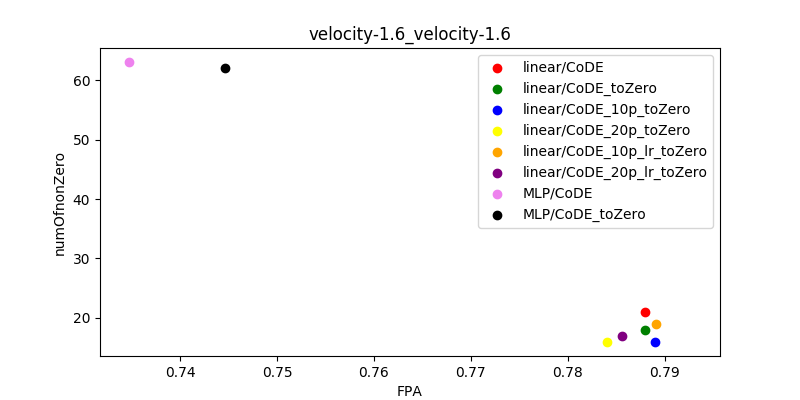 velocity-1.6_velocity-1.6
numOfnonZero
60
50
40
30
20
linear/CoDE
linear/CoDE_toZero
linear/CoDE_10p_toZero
linear/CoDE_20p_toZero
linear/CoDE_10p_lr_toZero
linear/CoDE_20p_lr_toZero
MLP/CoDE
MLP/CoDE_toZero
0.74 0.75 0.76 0.77 0.78 0.79
FPA